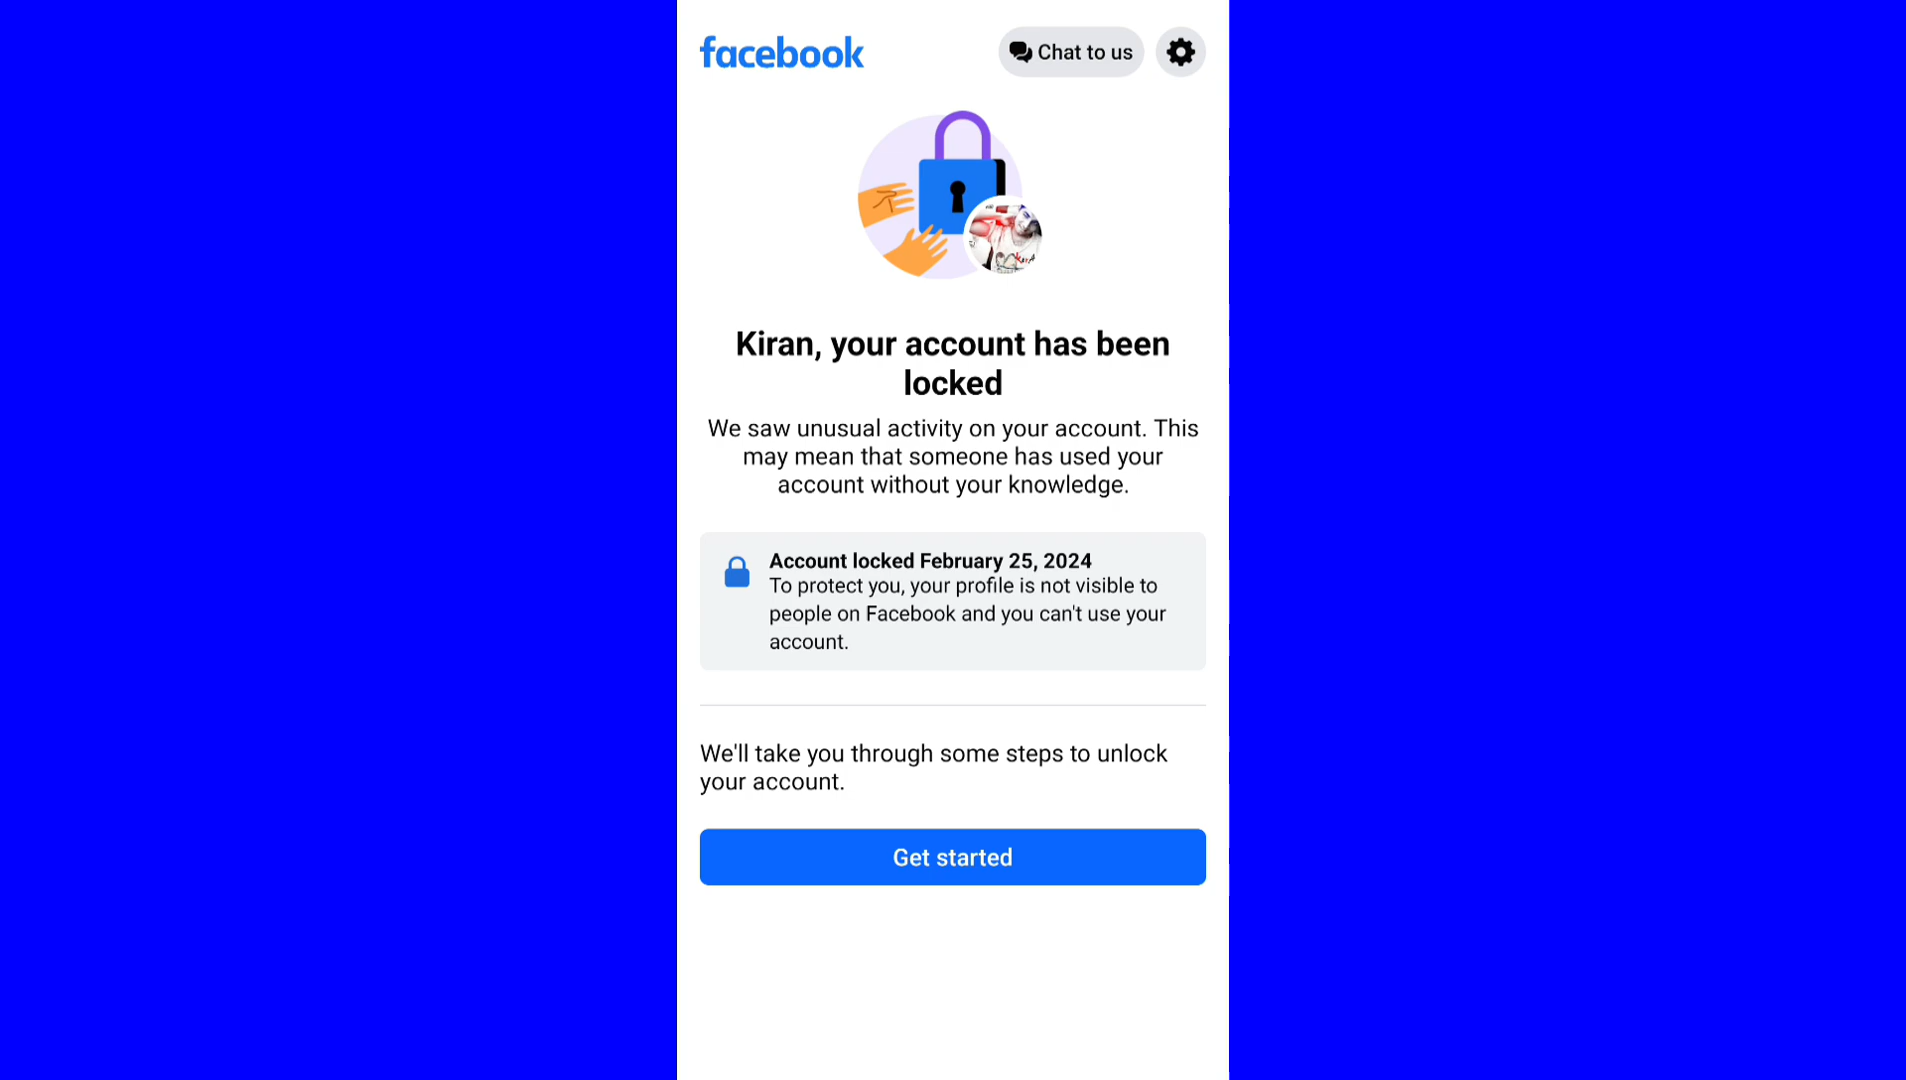 facebook
Chat to us
Kiran, your account has been
locked
We saw unusual activity on your account. This
may mean that someone has used your
account without your knowledge.
Account locked February 25, 2024
To protect you, your profile is not visible to
people on Facebook and you can't use your
account.
We'll take you through some steps to unlock
your account.
Get started